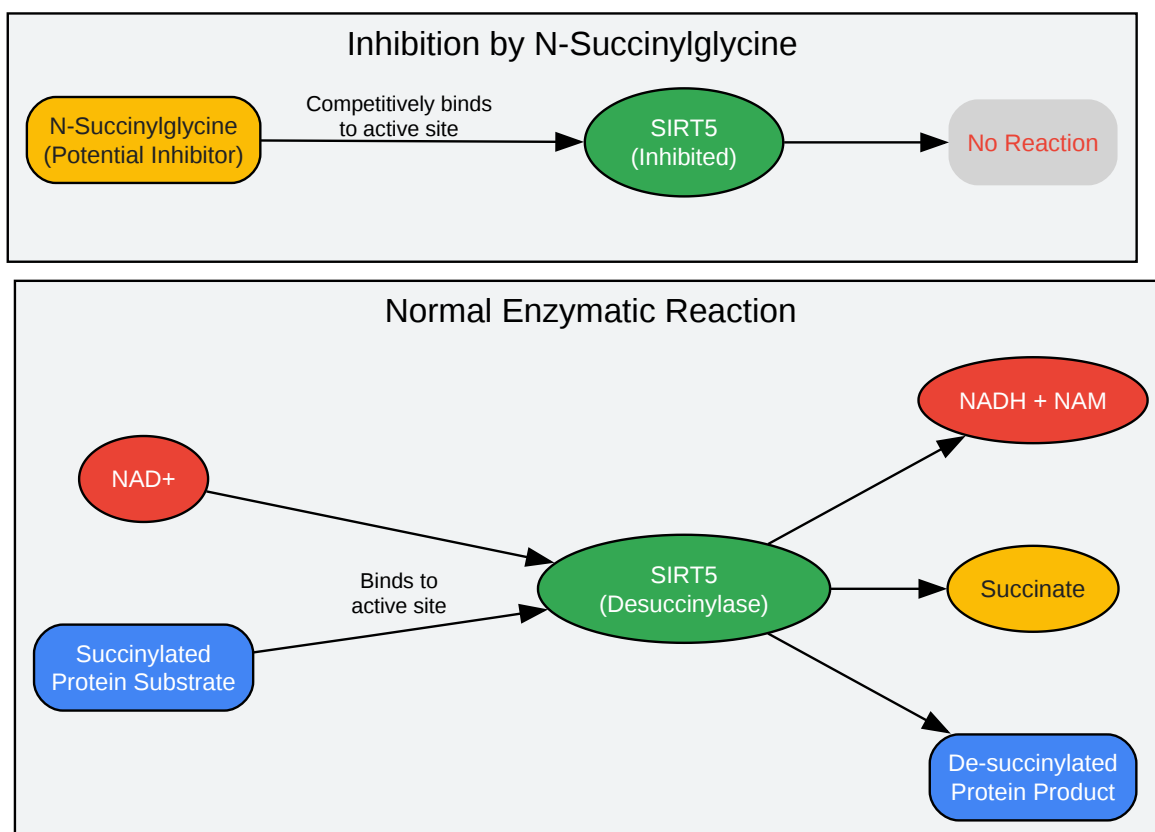 Inhibition by N-Succinylglycine
N-Succinylglycine
(Potential Inhibitor)
Competitively binds
to active site
SIRT5
(Inhibited)
No Reaction
Normal Enzymatic Reaction
NAD+
Succinylated
Protein Substrate
Binds to
active site
SIRT5
(Desuccinylase)
NADH + NAM
Succinate
De-succinylated
Protein Product